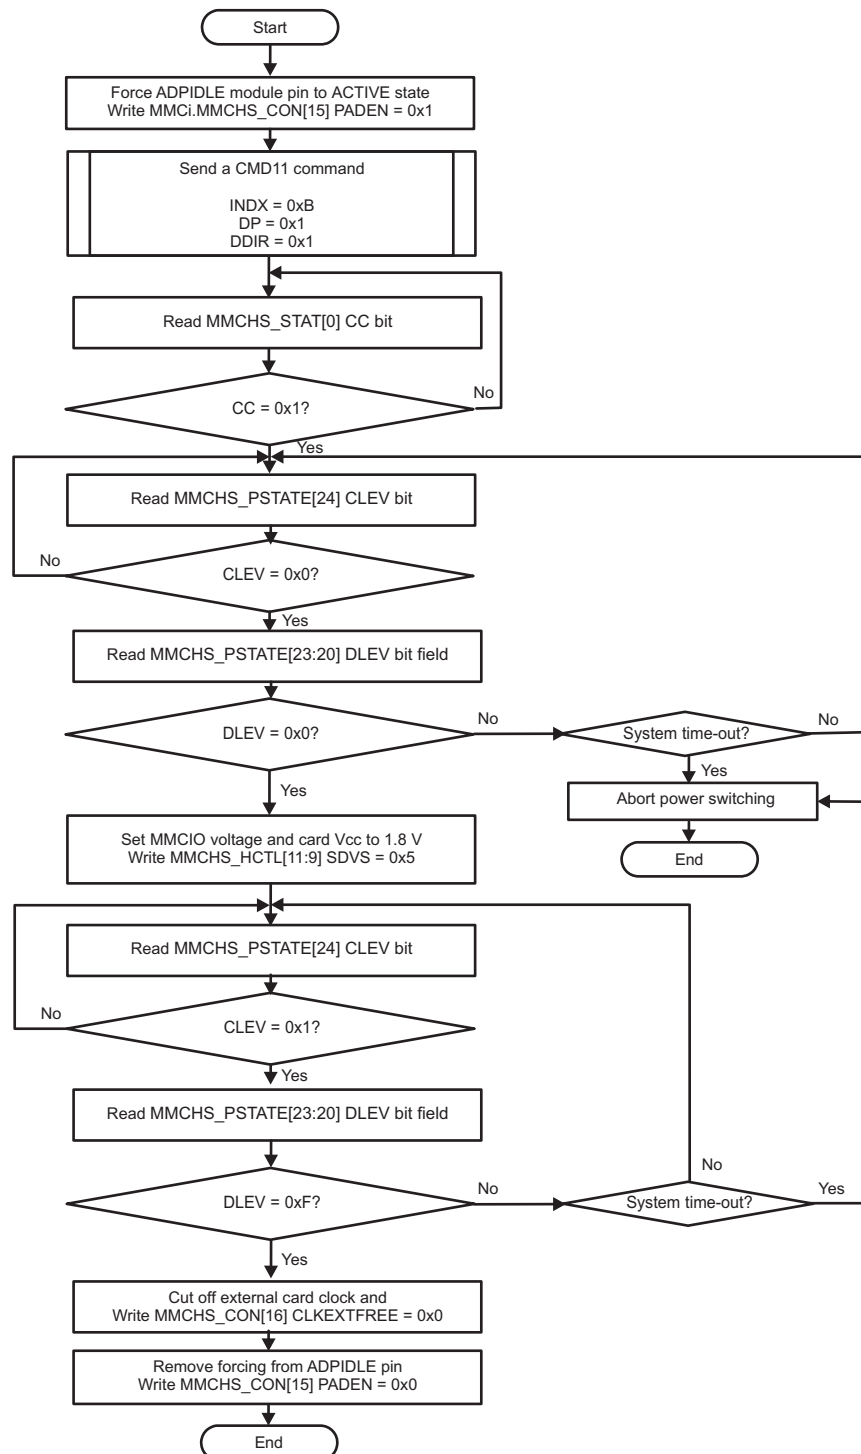 Start
Force ADPIDLE module pin to ACTIVE state
Write MMCi.MMCHS_CON[15] PADEN = 0x1
Send a CMD11 command
INDX = 0xB
DP = 0x1
DDIR = 0x1
Read MMCHS_STAT[0] CC bit
No
CC = 0x1?
Yes
Read MMCHS_PSTATE[24] CLEV bit
No
CLEV = 0x0?
Yes
Read MMCHS_PSTATE[23:20] DLEV bit field
DLEV = 0x0?
No
System time-out?
No
Yes
Yes
Abort power switching
End
Set MMCIO voltage and card Vcc to 1.8 V
Write MMCHS_HCTL[11:9] SDVS = 0x5
Read MMCHS_PSTATE[24] CLEV bit
No
CLEV = 0x1?
Yes
Read MMCHS_PSTATE[23:20] DLEV bit field
DLEV = 0xF?
No
No
System time-out?
Yes
Yes
Cut off external card clock and
Write MMCHS_CON[16] CLKEXTFREE = 0x0
Remove forcing from ADPIDLE pin
Write MMCHS_CON[15] PADEN = 0x0
End